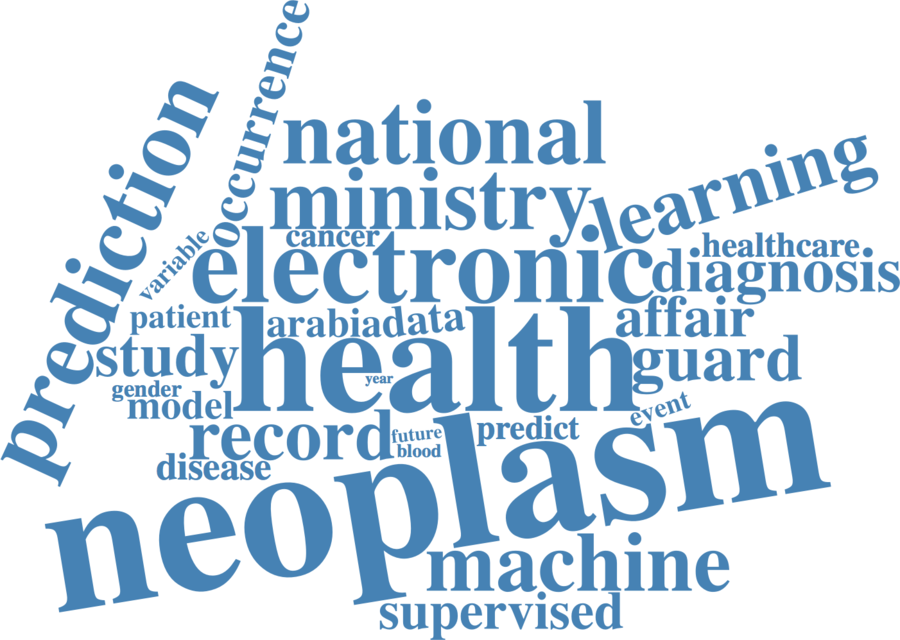 occurrence
prediction
national
ministry
learning
variable
cancer
electronic
healthcare
diagnosis
patient
arabia
data
affair
study
health
guard
year
gender
model
event
record
future
predict
blood
disease
neoplasm
machine
supervised